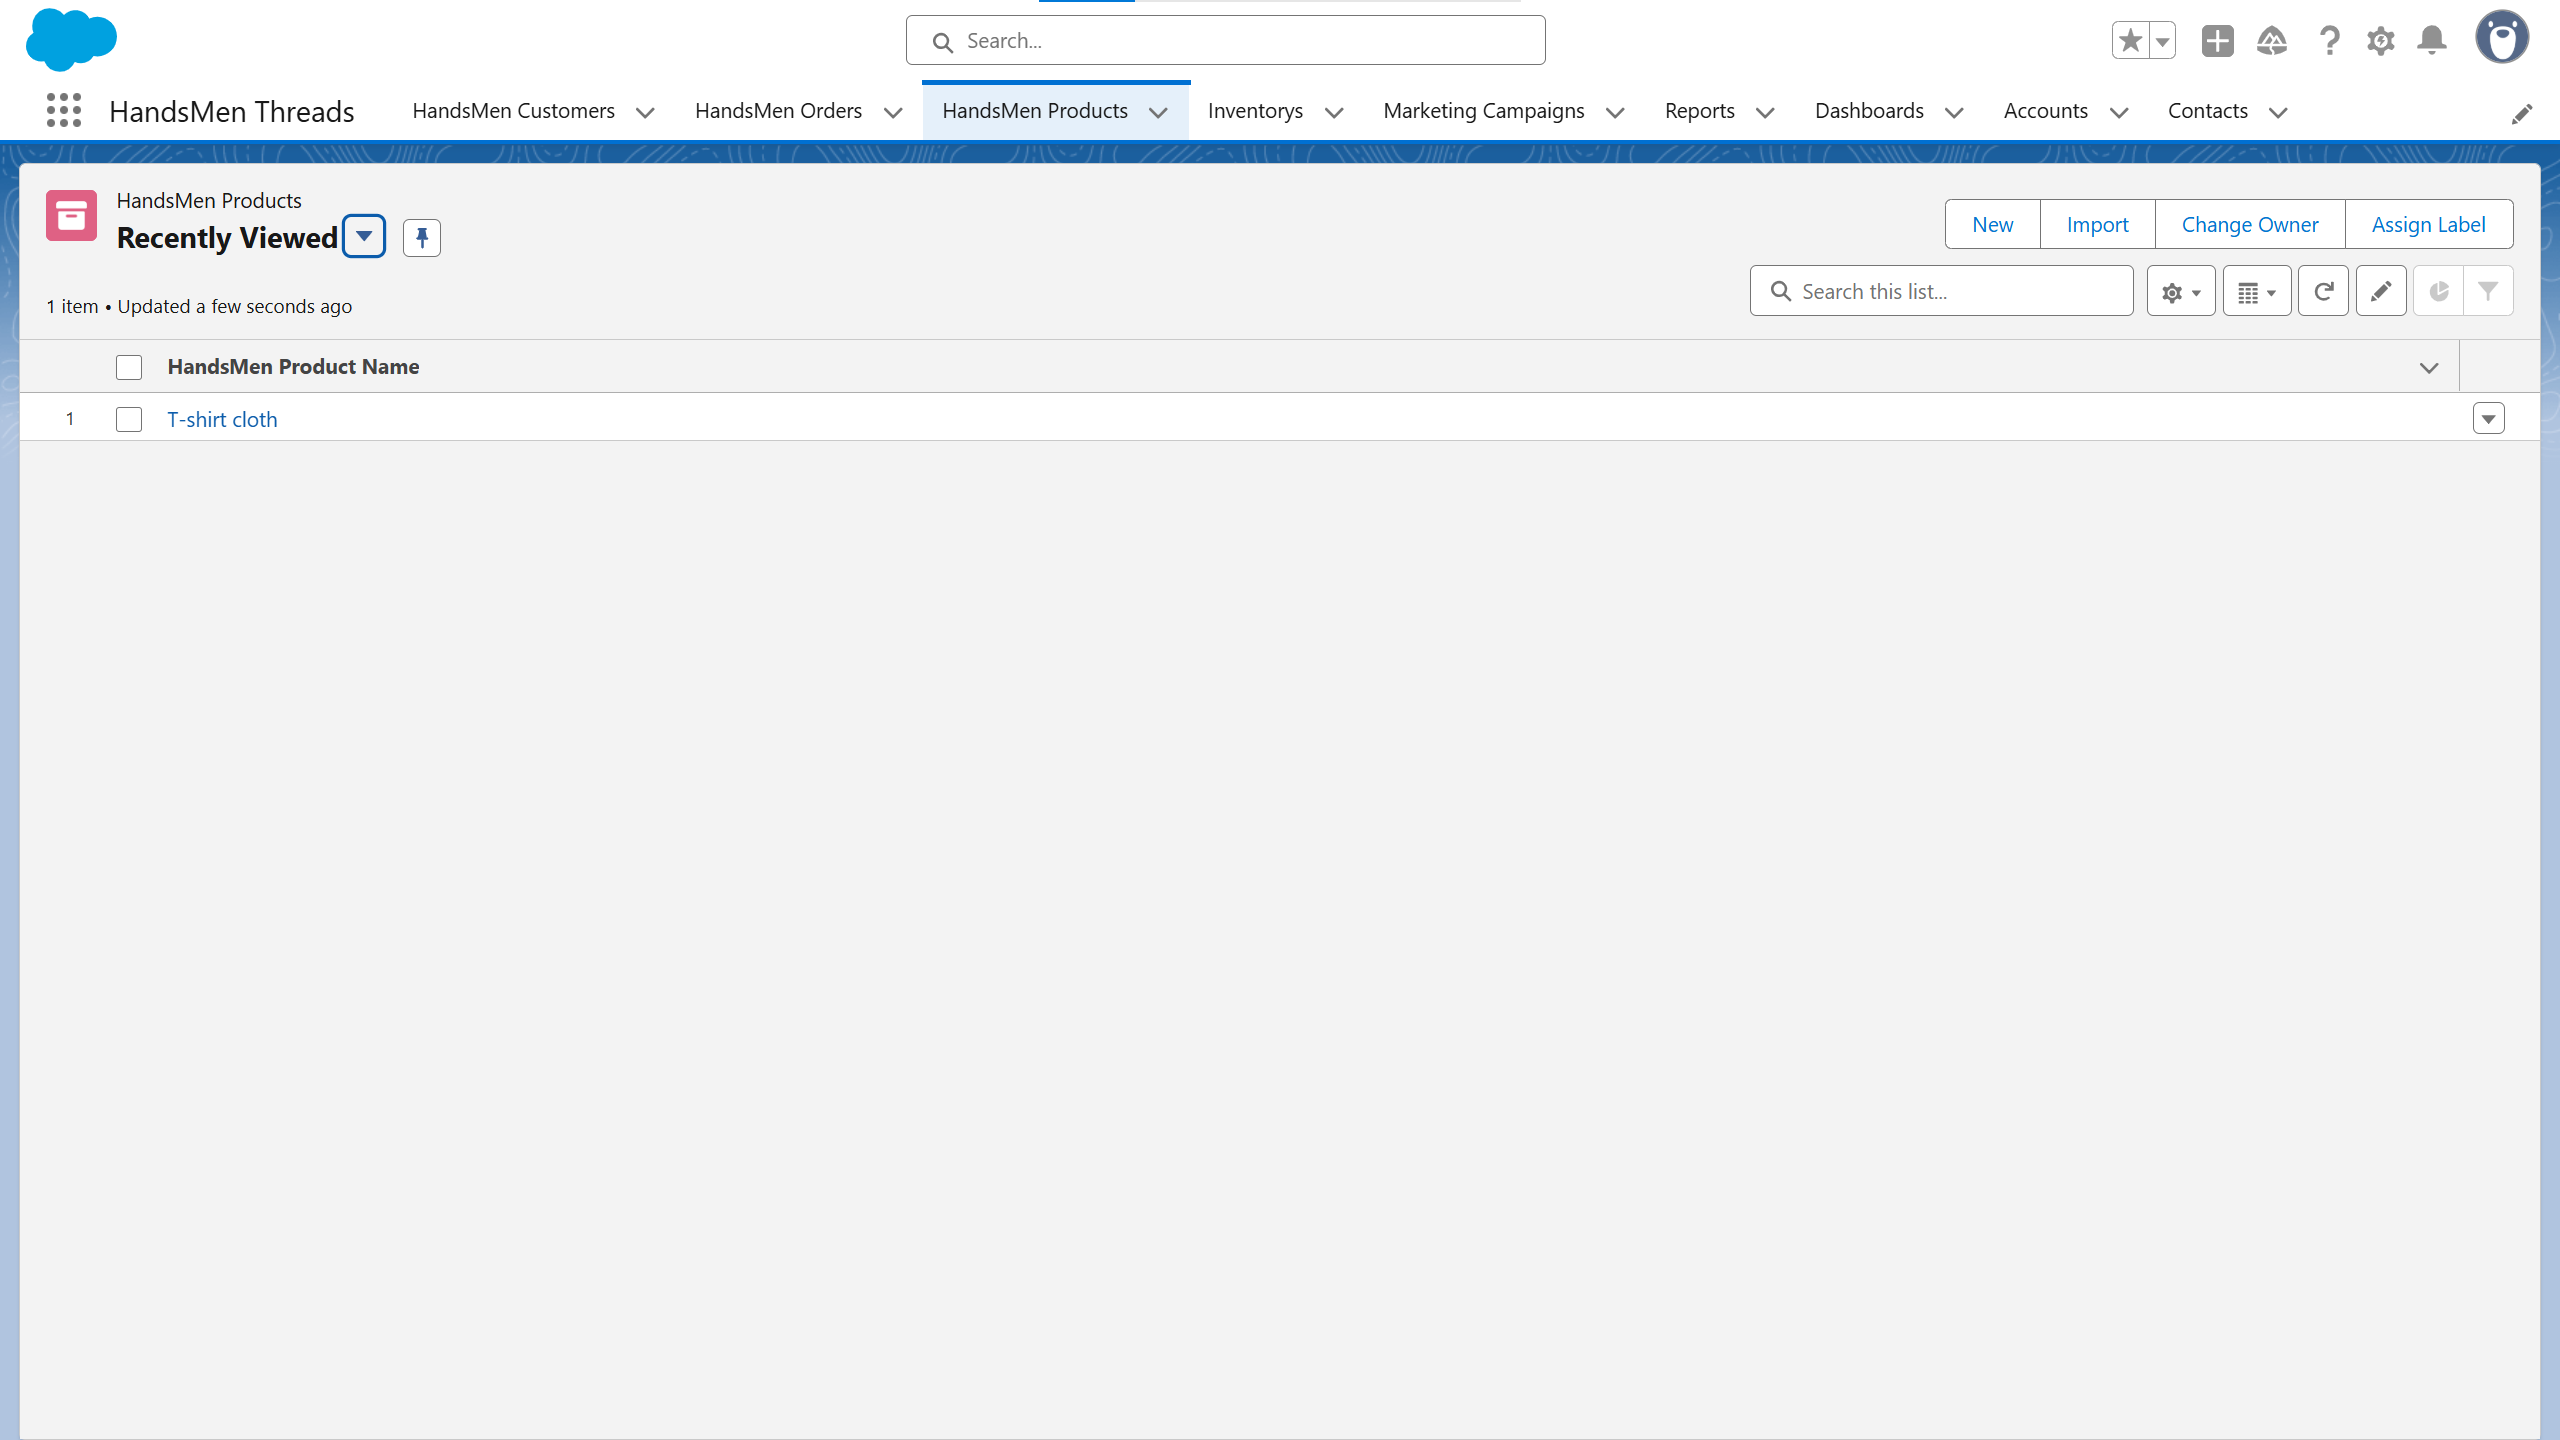 Search...
HandsMen Threads
HandsMen Customers
HandsMen Orders
HandsMen Products
Inventorys
Marketing Campaigns
Reports
Dashboards
Accounts
Contacts
HandsMen Products
Recently Viewed
New
Import
Change Owner
Assign Label
1 item • Updated a few seconds ago
Search this list...
HandsMen Product Name
1
T-shirt cloth